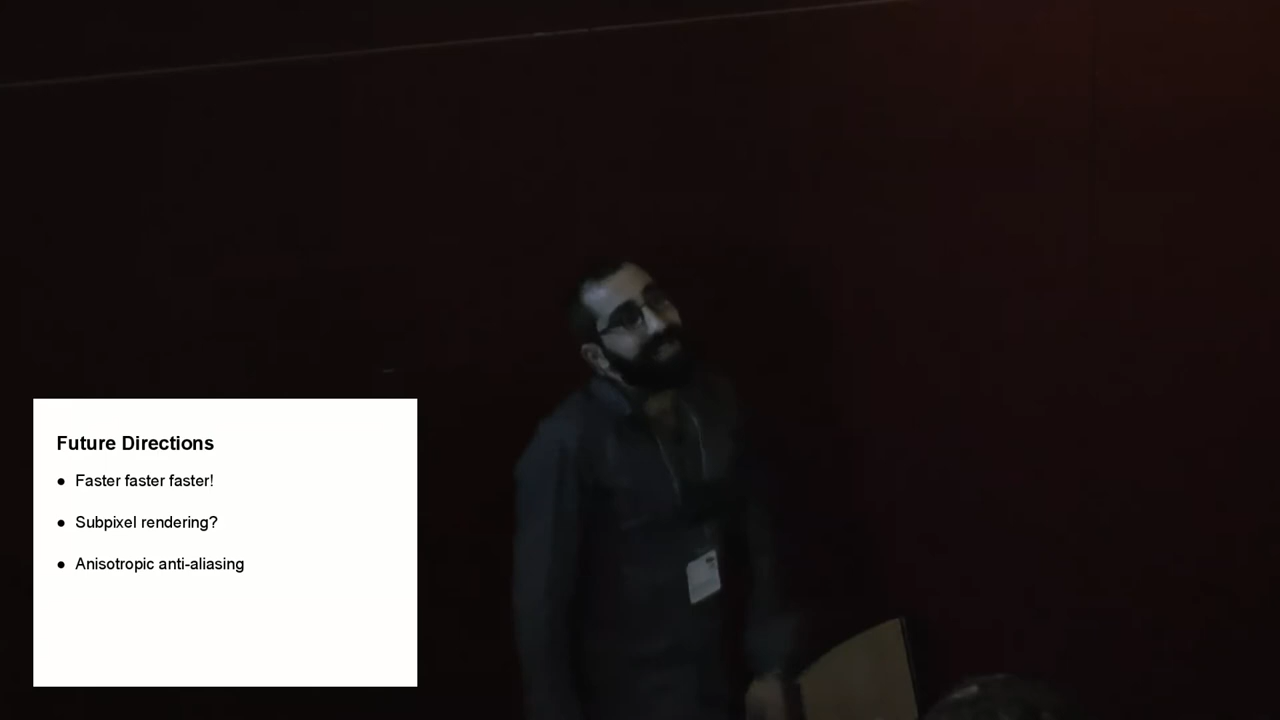 Future Directions
● Faster faster faster!
● Subpixel rendering?
● Anisotropic anti-aliasing